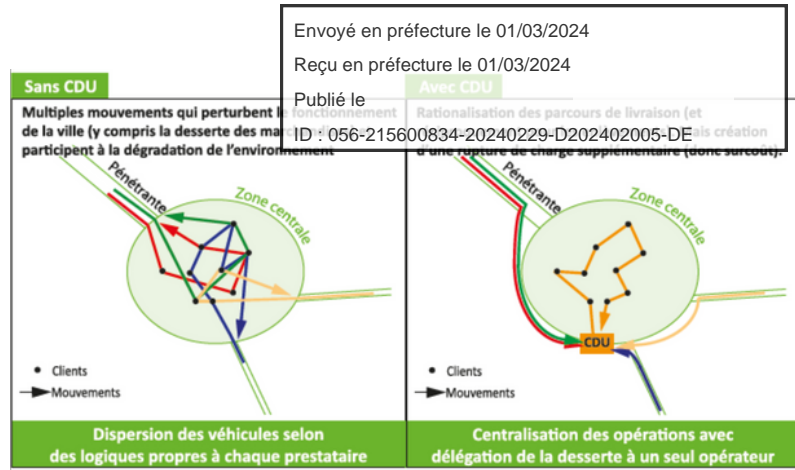 Envoyé en préfecture le 01/03/2024
Reçu en préfecture le 01/03/2024
Publié le
ID : 056-215600834-20240229-D202402005-DE
Sans CDU
Multiples mouvements qui perturbent le fonctionnement
de la ville (y compris la desserte des
participent à la dégradation de l'environnement
Pénétrante
Zone centrale
Clients
Mouvements
Dispersion des véhicules selon
des logiques propres à chaque prestataire
Avec CDU
Rationalisation des parcours de livraison (et
mais création
d'une rupture de charge supplémentaire (donc surcoût).
Pénétrante
Zone centrale
CDU
Clients
Mouvements
Centralisation des opérations avec
délégation de la desserte à un seul opérateur